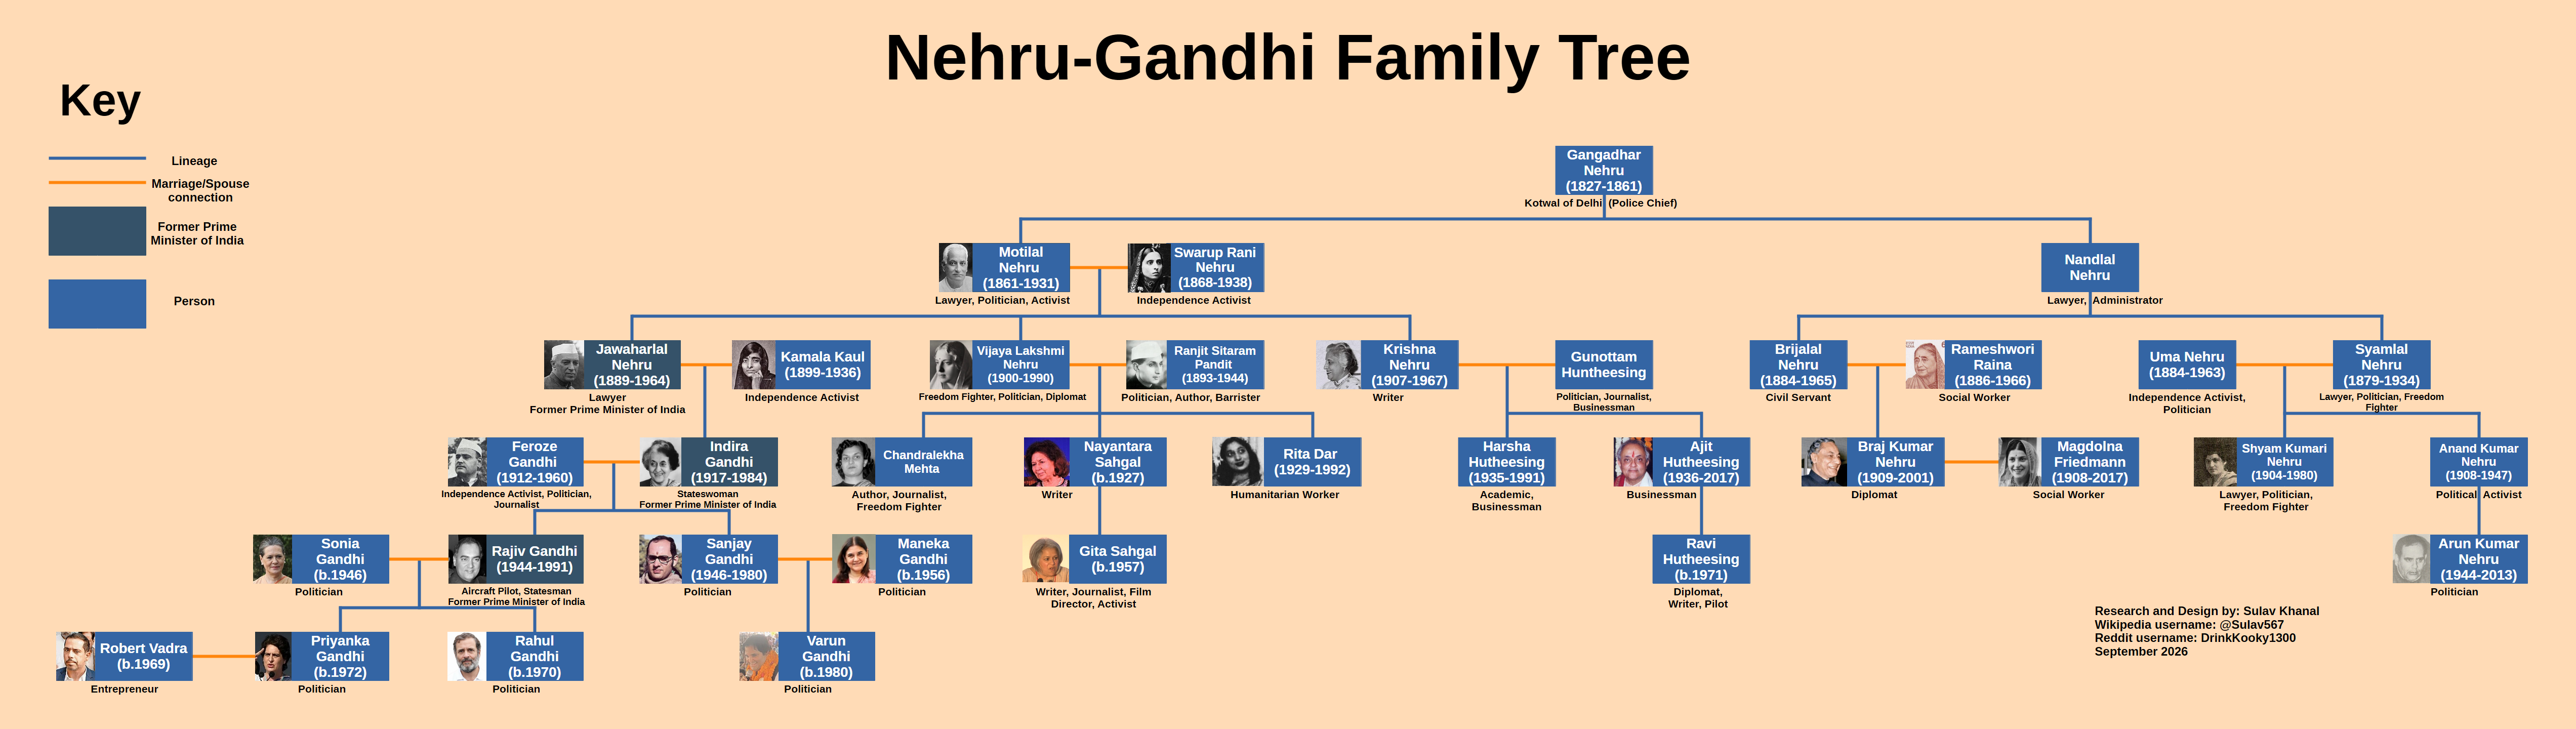 Nehru-Gandhi Family Tree
Key
Lineage
Marriage/Spouse
connection
Former Prime
Minister of India
Person
Gangadhar
Nehru
(1827-1861)
Kotwal of Delhi (Police Chief)
Motilal
Nehru
(1861-1931)
Lawyer, Politician, Activist
Swarup Rani
Nehru
(1868-1938)
Independence Activist
Nandlal
Nehru
Lawyer, Administrator
Jawaharlal
Nehru
(1889-1964)
Lawyer
Former Prime Minister of India
Kamala Kaul
(1899-1936)
Independence Activist
Vijaya Lakshmi
Nehru
(1900-1990)
Freedom Fighter, Politician, Diplomat
Ranjit Sitaram
Pandit
(1893-1944)
Politician, Author, Barrister
Krishna
Nehru
(1907-1967)
Writer
Gunottam
Huntheesing
Politician, Journalist,
Businessman
Brijalal
Nehru
(1884-1965)
Civil Servant
Rameshwori
Raina
(1886-1966)
Social Worker
Uma Nehru
(1884-1963)
Independence Activist,
Politician
Syamlal
Nehru
(1879-1934)
Lawyer, Politician, Freedom
Fighter
Feroze
Gandhi
(1912-1960)
Independence Activist, Politician,
Journalist
Indira
Gandhi
(1917-1984)
Stateswoman
Former Prime Minister of India
Chandralekha
Mehta
Author, Journalist,
Freedom Fighter
Nayantara
Sahgal
(b.1927)
Writer
Rita Dar
(1929-1992)
Humanitarian Worker
Harsha
Hutheesing
(1935-1991)
Academic,
Businessman
Ajit
Hutheesing
(1936-2017)
Businessman
Braj Kumar
Nehru
(1909-2001)
Diplomat
Magdolna
Friedmann
(1908-2017)
Social Worker
Shyam Kumari
Nehru
(1904-1980)
Lawyer, Politician,
Freedom Fighter
Anand Kumar
Nehru
(1908-1947)
Political Activist
Sonia
Gandhi
(b.1946)
Politician
Rajiv Gandhi
(1944-1991)
Aircraft Pilot, Statesman
Former Prime Minister of India
Sanjay
Gandhi
(1946-1980)
Politician
Maneka
Gandhi
(b.1956)
Politician
Gita Sahgal
(b.1957)
Writer, Journalist, Film
Director, Activist
Ravi
Hutheesing
(b.1971)
Diplomat,
Writer, Pilot
Arun Kumar
Nehru
(1944-2013)
Politician
Robert Vadra
(b.1969)
Entrepreneur
Priyanka
Gandhi
(b.1972)
Politician
Rahul
Gandhi
(b.1970)
Politician
Varun
Gandhi
(b.1980)
Politician
Research and Design by: Sulav Khanal
Wikipedia username: @Sulav567
Reddit username: DrinkKooky1300
September 2026